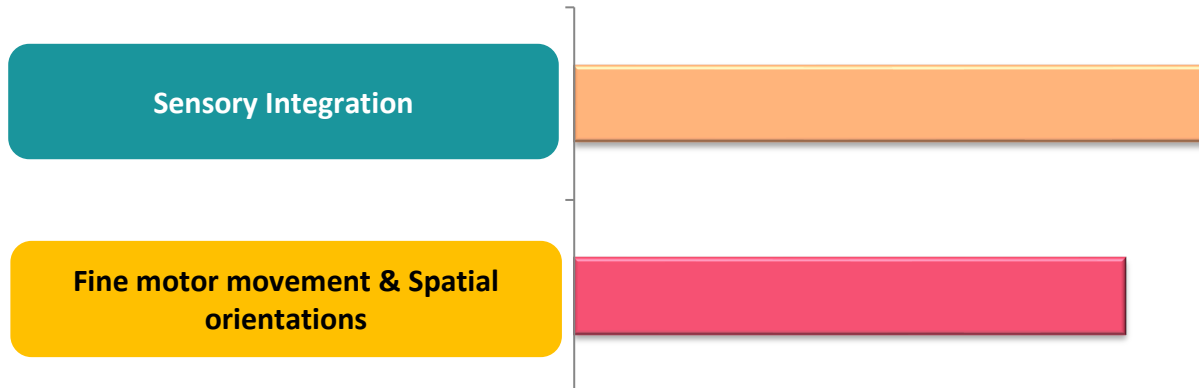 Sensory Integration
Fine motor movement & Spatial
orientations